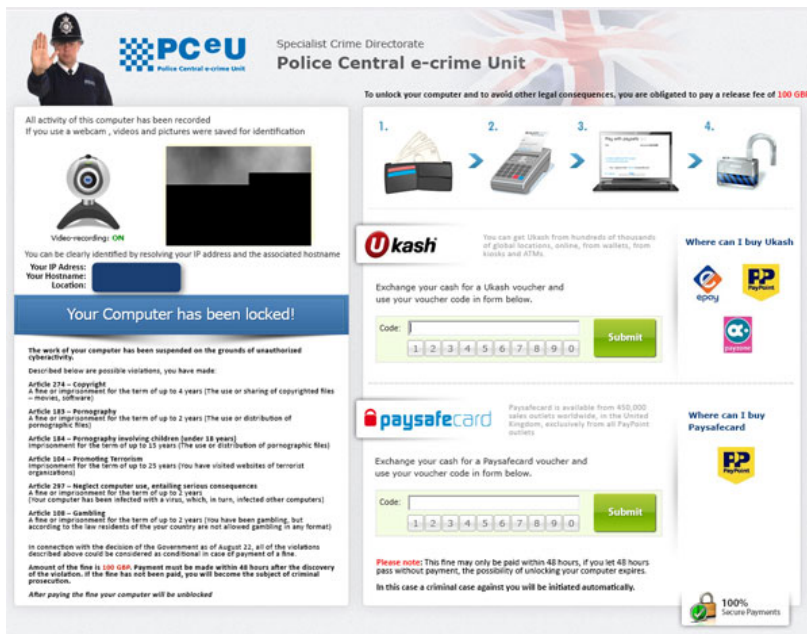 PCeU
Police Central e-crime Unit
Specialist Crime Directorate
Police Central e-crime Unit
To unlock your computer and to avoid other legal consequences, you are obligated to pay a release fee of 100 GBP
All activity of this computer has been recorded
If you use a webcam , videos and pictures were saved for identification
Video-recording: ON
You can be clearly identified by resolving your IP address and the associated hostname
Your IP Adress:
Your Hostname:
Location:
Your Computer has been locked!
The work of your computer has been suspended on the grounds of unauthorized
cyberactivity.
Described below are possible violations, you have made:
Article 274 – Copyright
A fine or imprisonment for the term of up to 4 years (The use or sharing of copyrighted files
– movies, software)
Article 183 – Pornography
A fine or imprisonment for the term of up to 2 years (The use or distribution of
pornographic files)
Article 184 – Pornography involving children (under 18 years)
Imprisonment for the term of up to 15 years (The use or distribution of pornographic files)
Article 104 – Promoting Terrorism
Imprisonment for the term of up to 25 years (You have visited websites of terrorist
organizations)
Article 297 – Neglect computer use, entailing serious consequences
A fine or imprisonment for the term of up to 2 years
(Your computer has been infected with a virus, which, in turn, infected other computers)
Article 108 – Gambling
A fine or imprisonment for the term of up to 2 years (You have been gambling, but
according to the law residents of the your country are not allowed gambling in any format)
In connection with the decision of the Government as of August 22, all of the violations
described above could be considered as conditional in case of payment of a fine.
Amount of the fine is 100 GBP. Payment must be made within 48 hours after the discovery
of the violation. If the fine has not been paid, you will become the subject of criminal
prosecution.
After paying the fine your computer will be unblocked
1. 2. 3. 4.
Ukash
You can get Ukash from hundreds of thousands
of global locations, online, from wallets, from
kiosks and ATMs.
Where can I buy Ukash
epay
PayPoint
payzone
Exchange your cash for a Ukash voucher and
use your voucher code in form below.
Code:
1 2 3 4 5 6 7 8 9 0
Submit
paysafecard
Paysafecard is available from 450,000
sales outlets worldwide, in the United
Kingdom, exclusively from all PayPoint
outlets
Where can I buy
Paysafecard
PayPoint
Exchange your cash for a Paysafecard voucher and
use your voucher code in form below.
Code:
1 2 3 4 5 6 7 8 9 0
Submit
Please note: This fine may only be paid within 48 hours, if you let 48 hours
pass without payment, the possibility of unlocking your computer expires.
In this case a criminal case against you will be initiated automatically.
100%
Secure Payments